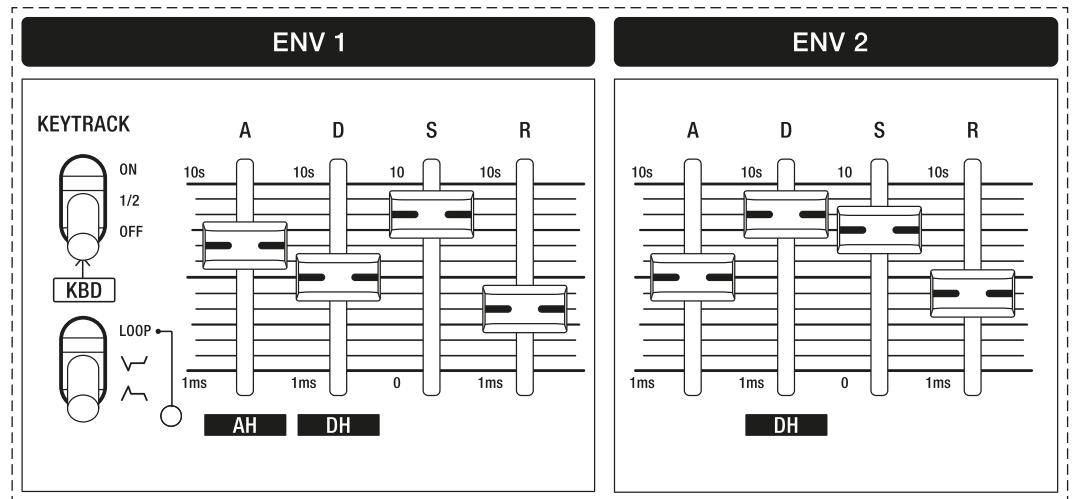 ENV 1
KEYTRACK
ON
1/2
OFF
KBD
LOOP
A D S R
10s 10s 10 10s
1ms 1ms 0 1ms
AH DH
ENV 2
A D S R
10s 10s 10 10s
1ms 1ms 0 1ms
DH